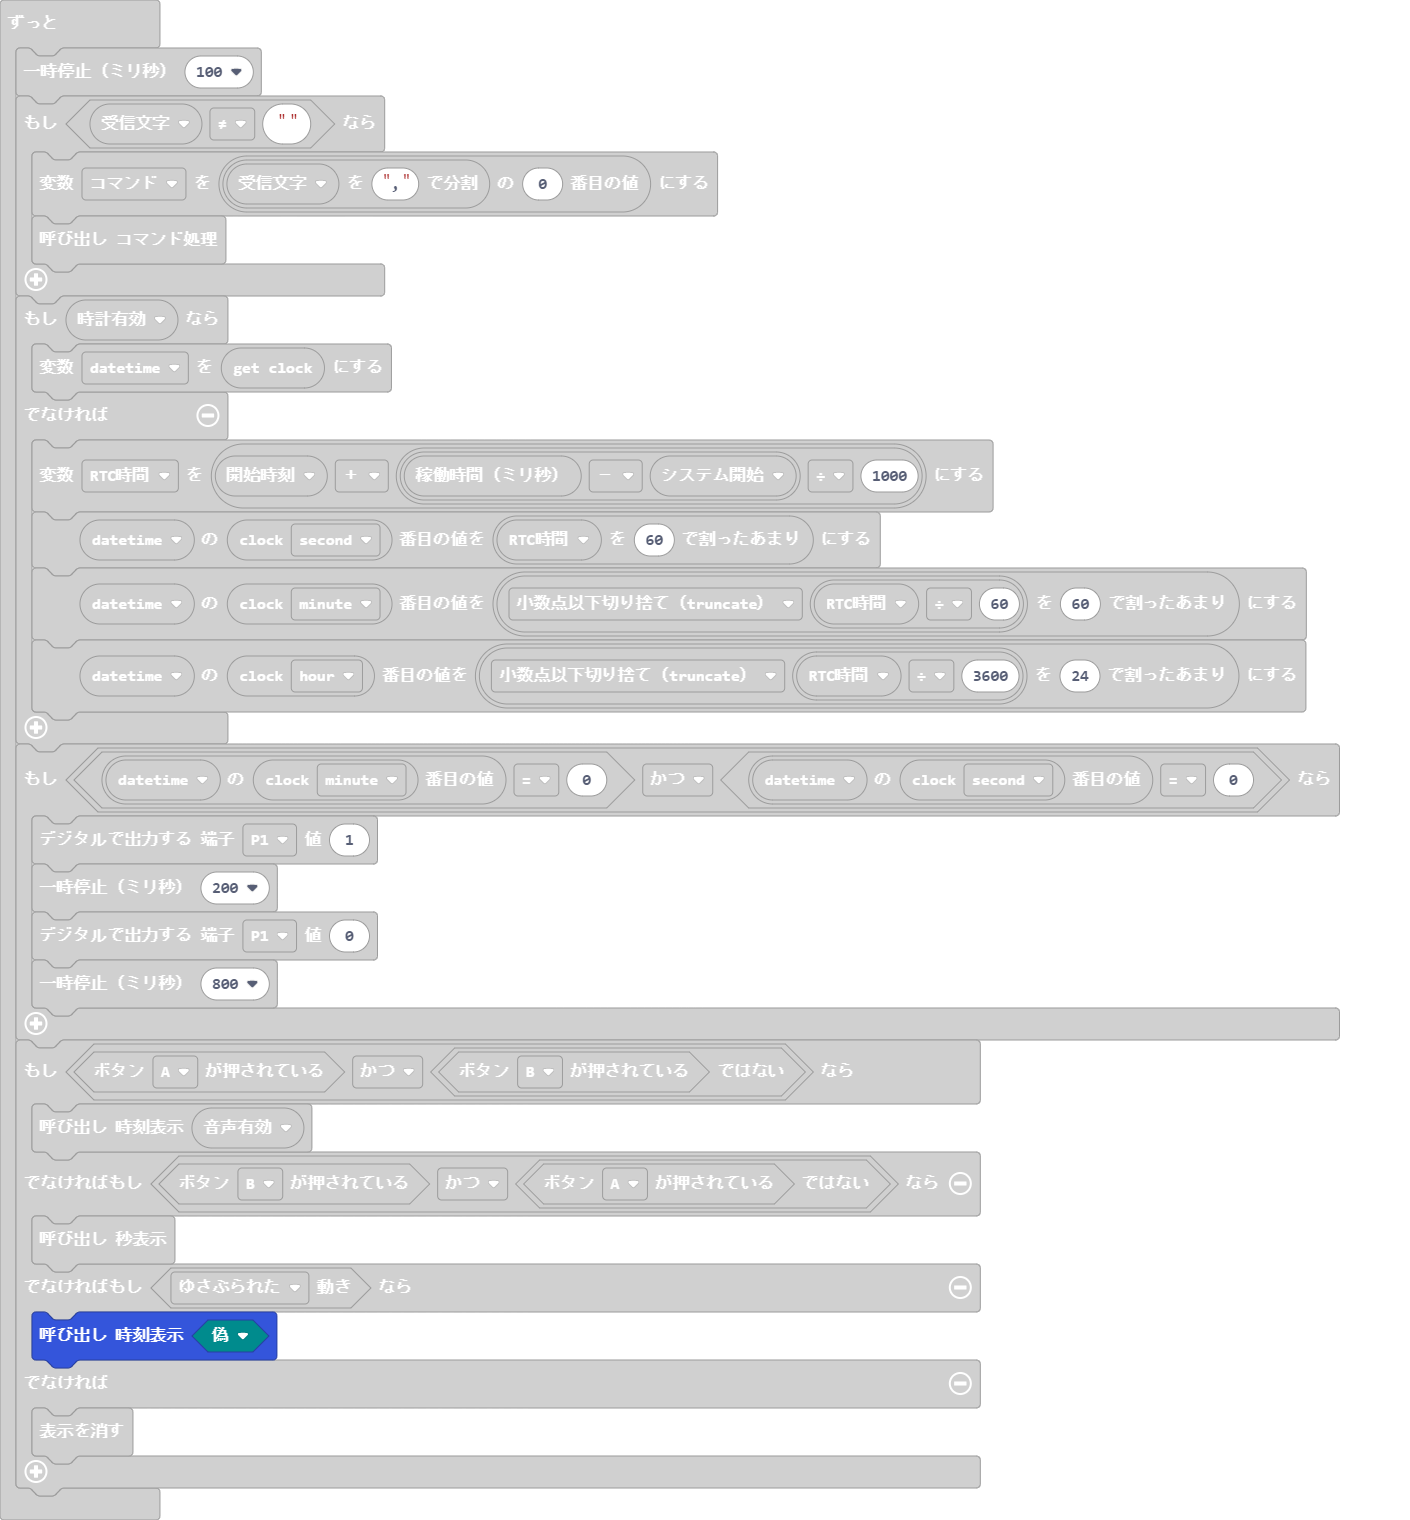 ずっと
一時停止（ミリ秒） 100
もし 受信文字 ≠ "" なら
変数 コマンド を 受信文字 を "," で分割 の 0 番目の値 にする
呼び出し コマンド処理
もし 時計有効 なら
変数 datetime を get clock にする
でなければ
変数 RTC時間 を 開始時刻 + 稼働時間（ミリ秒） - システム開始 ÷ 1000 にする
datetime の clock second 番目の値を RTC時間 を 60 で割ったあまり にする
datetime の clock minute 番目の値を 小数点以下切り捨て（truncate） RTC時間 ÷ 60 を 60 で割ったあまり にする
datetime の clock hour 番目の値を 小数点以下切り捨て（truncate） RTC時間 ÷ 3600 を 24 で割ったあまり にする
もし datetime の clock minute 番目の値 = 0 かつ datetime の clock second 番目の値 = 0 なら
デジタルで出力する 端子 P1 値 1
一時停止（ミリ秒） 200
デジタルで出力する 端子 P1 値 0
一時停止（ミリ秒） 800
もし ボタン A が押されている かつ ボタン B が押されている ではない なら
呼び出し 時刻表示 音声有効
でなければもし ボタン B が押されている かつ ボタン A が押されている ではない なら
呼び出し 秒表示
でなければもし ゆさぶられた 動き なら
呼び出し 時刻表示 偽
でなければ
表示を消す